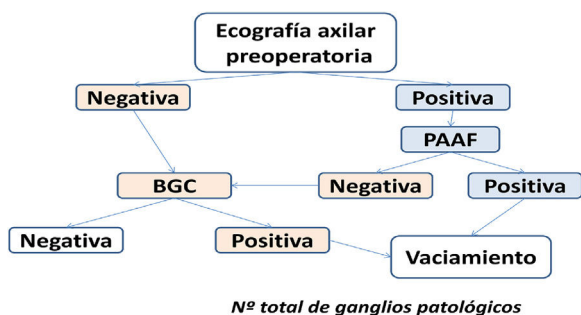 Ecografía axilar
preoperatoria
Negativa
Positiva
PAAF
BGC
Negativa
Positiva
Negativa
Positiva
Vaciamiento
Nº total de ganglios patológicos